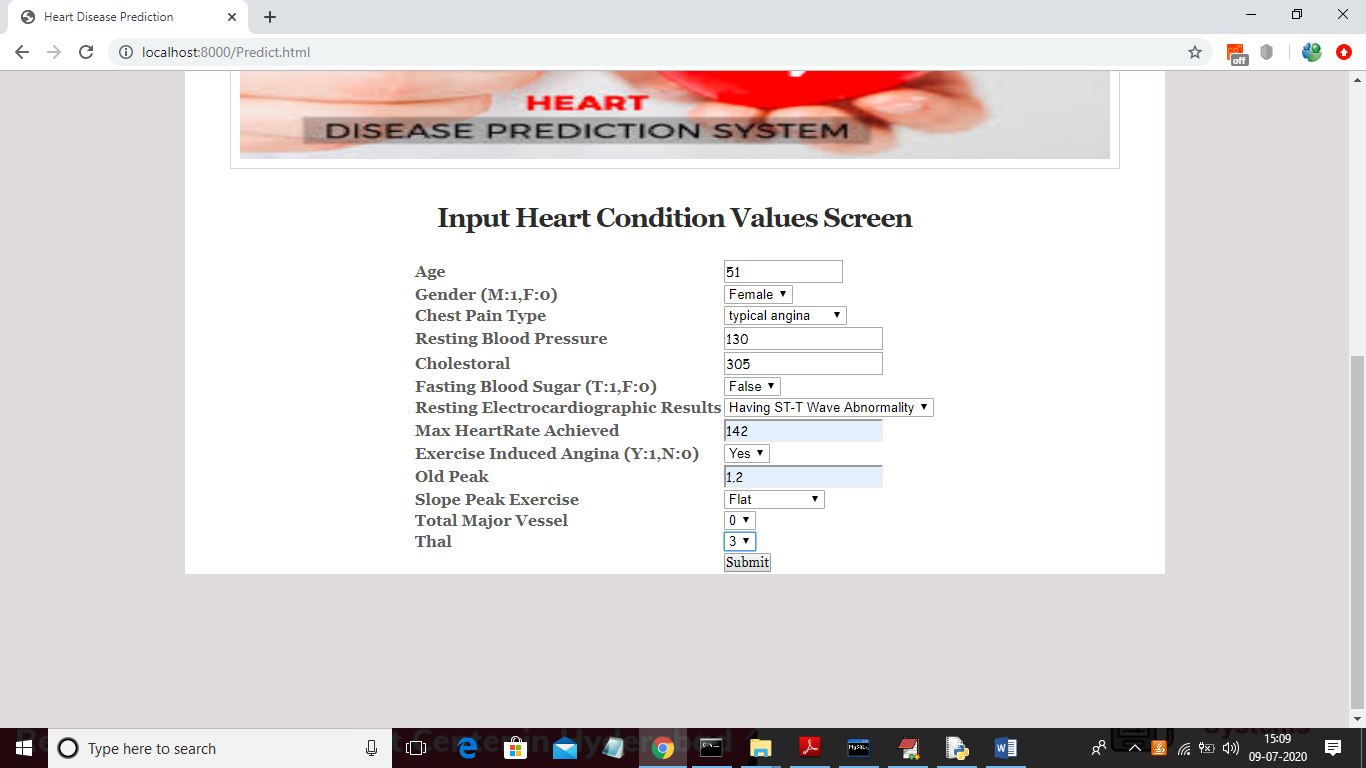 Heart Disease Prediction
localhost:8000/Predict.html
off
HEART
DISEASE PREDICTION SYSTEM
Input Heart Condition Values Screen
Age 51
Gender (M:1,F:0) Female
Chest Pain Type typical angina
Resting Blood Pressure 130
Cholestoral 305
Fasting Blood Sugar (T:1,F:0) False
Resting Electrocardiographic Results Having ST-T Wave Abnormality
Max HeartRate Achieved 142
Exercise Induced Angina (Y:1,N:0) Yes
Old Peak 1.2
Slope Peak Exercise Flat
Total Major Vessel 0
Thal 3
Submit
Systems
Type here to search
15:09
09-07-2020